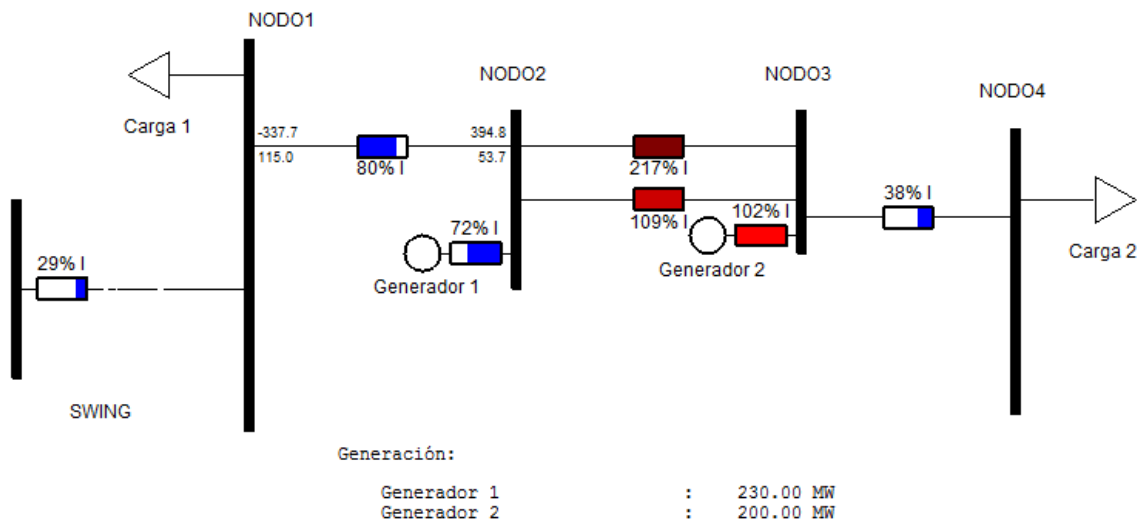 NODO1
NODO2
NODO3
NODO4
Carga 1
-337.7
115.0
80% I
394.8
53.7
217% I
109% I
102% I
38% I
72% I
Generador 1
Generador 2
Carga 2
29% I
SWING
Generación:
Generador 1 : 230.00 MW
Generador 2 : 200.00 MW